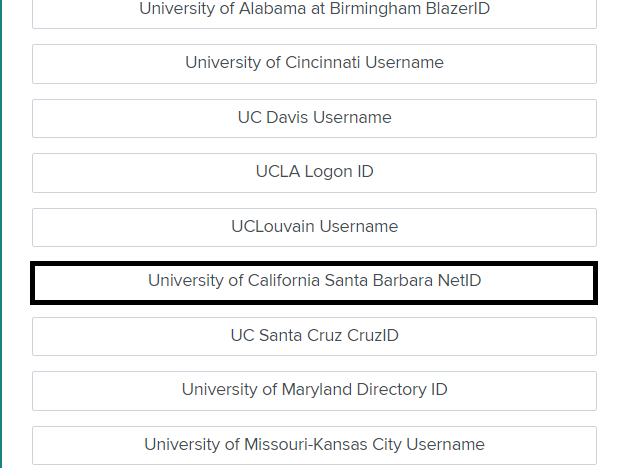 University of Alabama at Birmingham BlazerID
University of Cincinnati Username
UC Davis Username
UCLA Logon ID
UCLouvain Username
University of California Santa Barbara NetID
UC Santa Cruz CruzID
University of Maryland Directory ID
University of Missouri-Kansas City Username